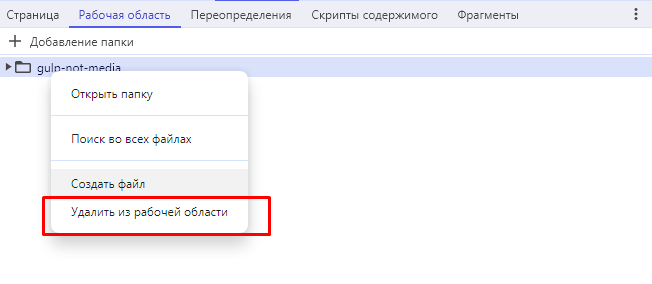 Страница Рабочая область Переопределения Скрипты содержимого Фрагменты
Добавление папки
gulp-not-media
Открыть папку
Поиск во всех файлах
Создать файл
Удалить из рабочей области